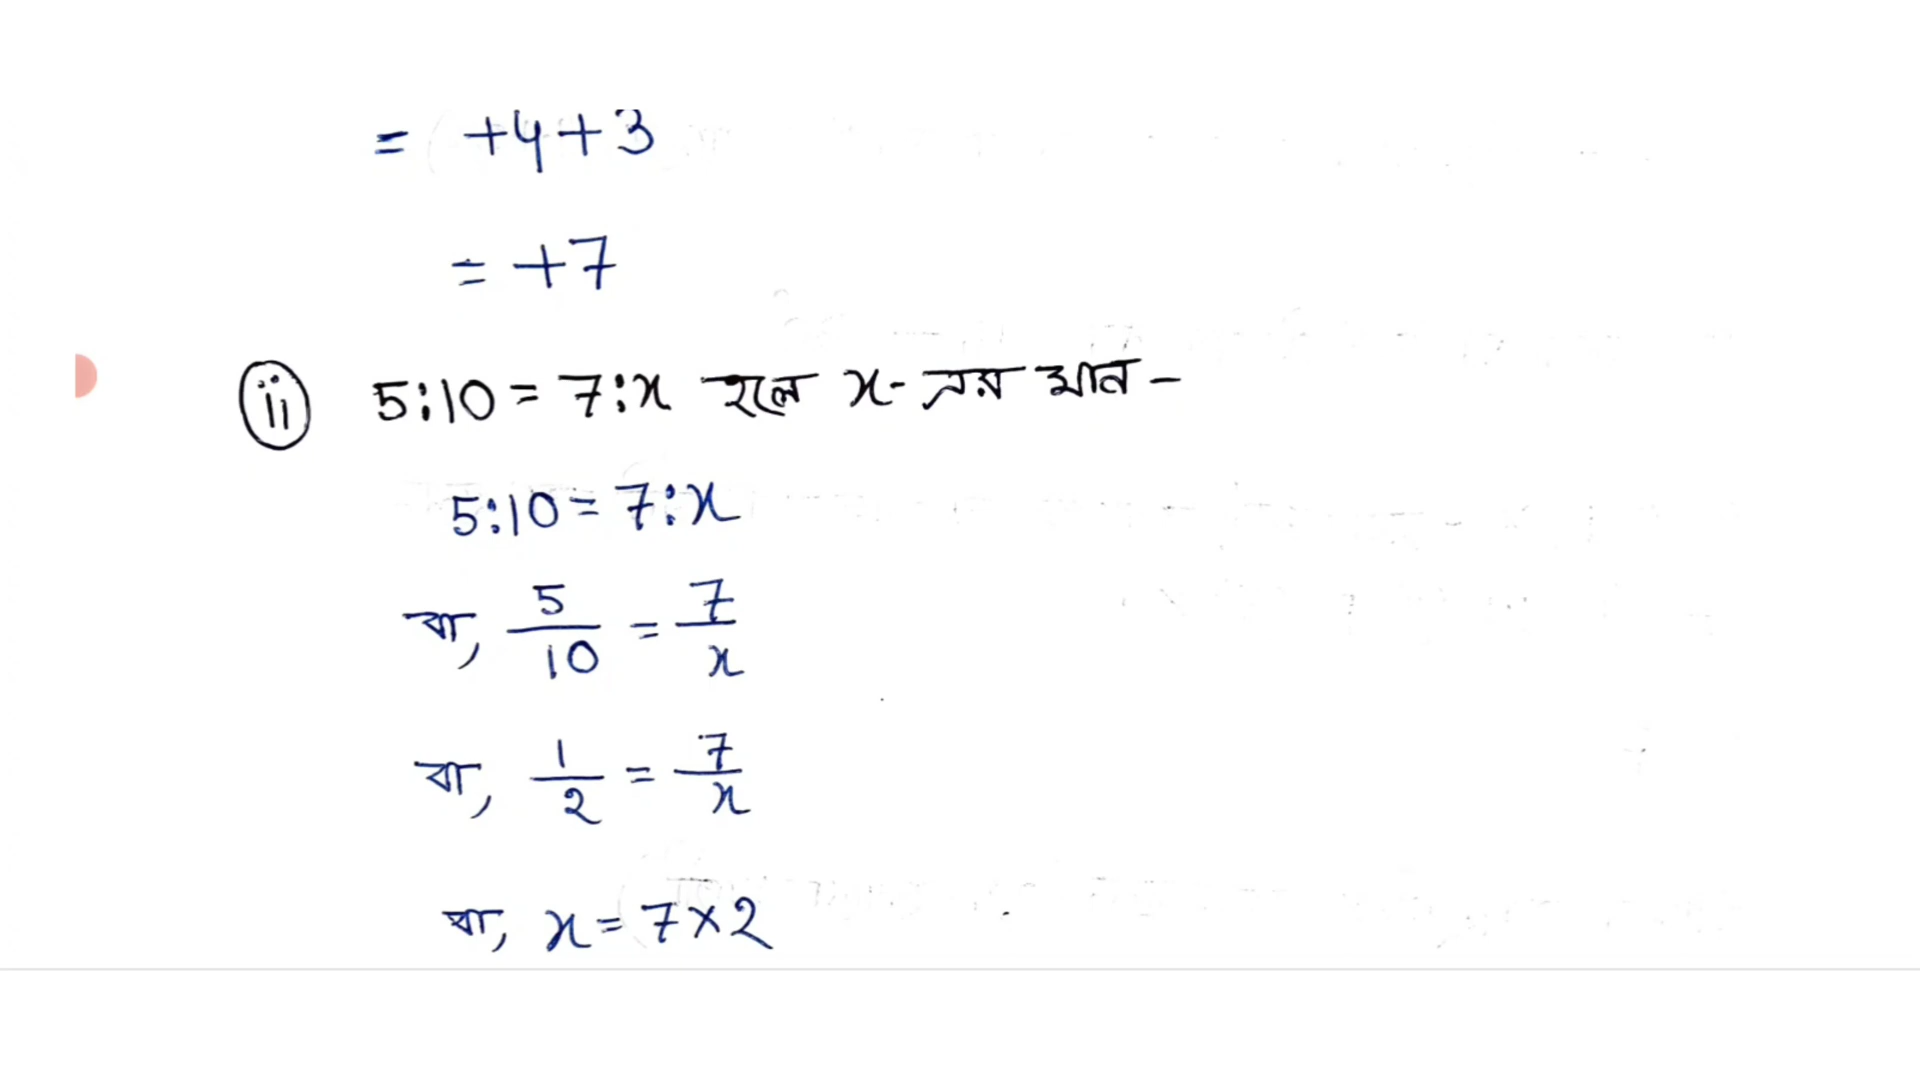 = +4+3
= +7
ii 5:10 = 7:x হলে x-এর মান -
5:10 = 7:x
বা, 5/10 = 7/x
বা, 1/2 = 7/x
বা, x = 7×2